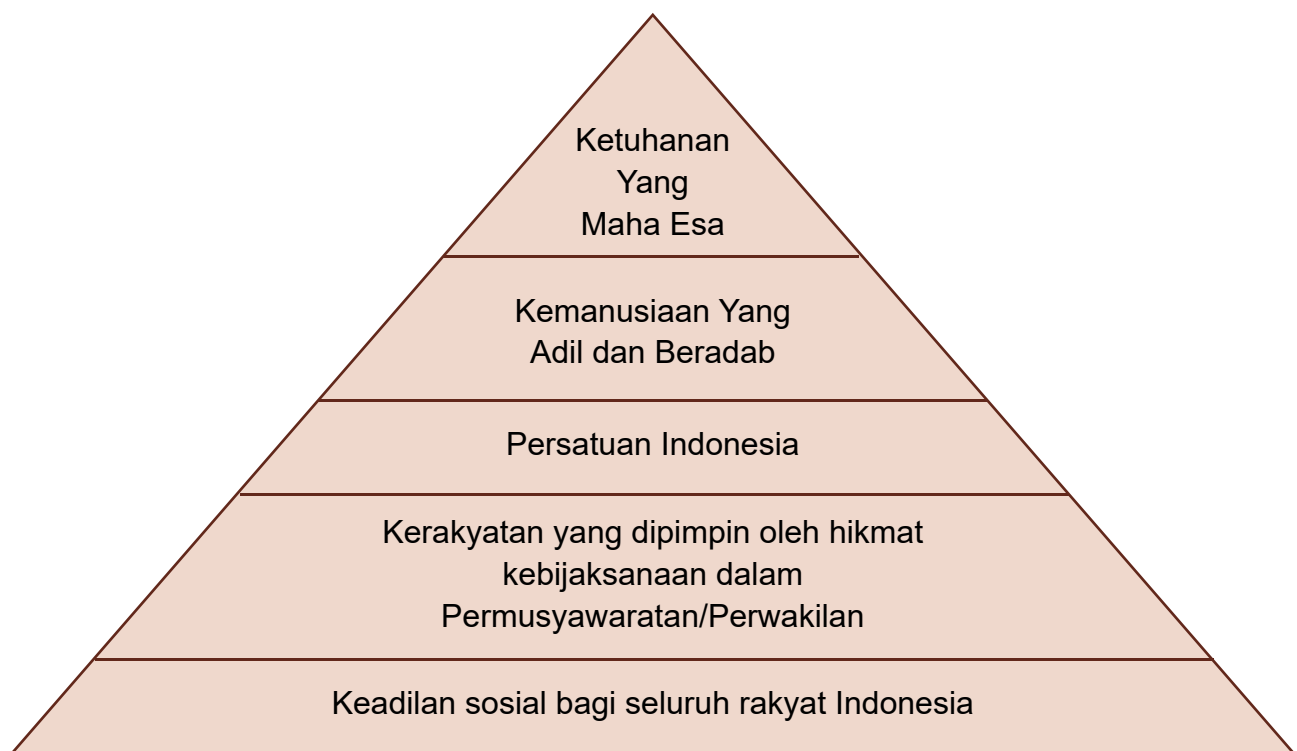 Ketuhanan
Yang
Maha Esa
Kemanusiaan Yang
Adil dan Beradab
Persatuan Indonesia
Kerakyatan yang dipimpin oleh hikmat
kebijaksanaan dalam
Permusyawaratan/Perwakilan
Keadilan sosial bagi seluruh rakyat Indonesia